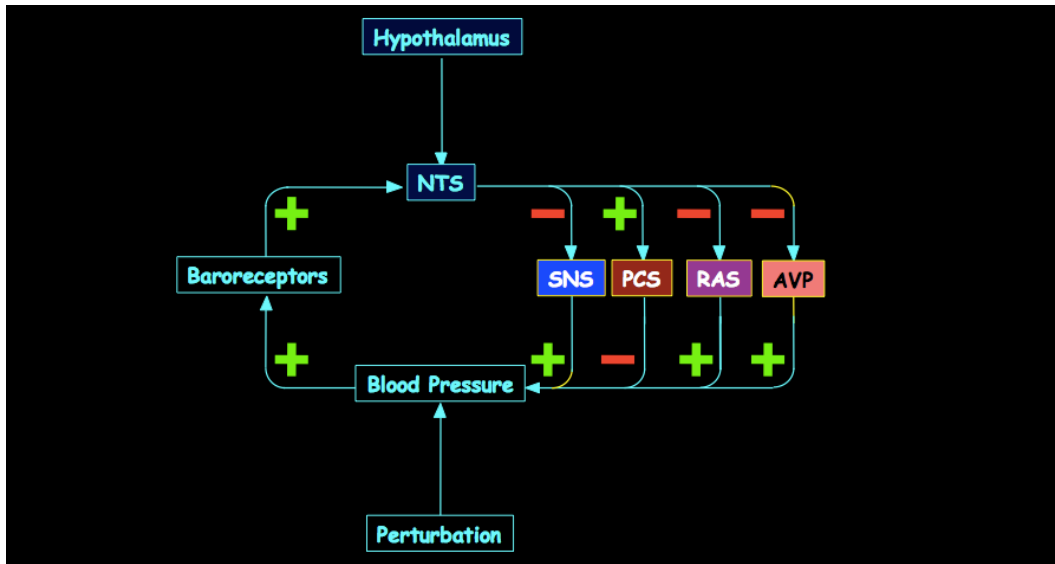 Hypothalamus
NTS
+ - + - -
Baroreceptors
SNS PCS RAS AVP
+ + - + +
Blood Pressure
Perturbation